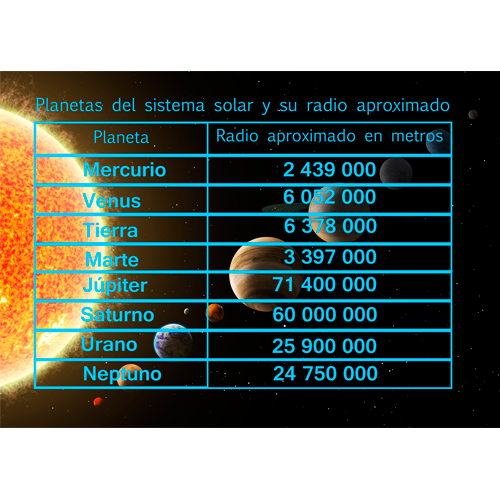 Planetas del sistema solar y su radio aproximado
Planeta Radio aproximado en metros
Mercurio 2 439 000
Venus 6 052 000
Tierra 6 378 000
Marte 3 397 000
Júpiter 71 400 000
Saturno 60 000 000
Urano 25 900 000
Neptuno 24 750 000